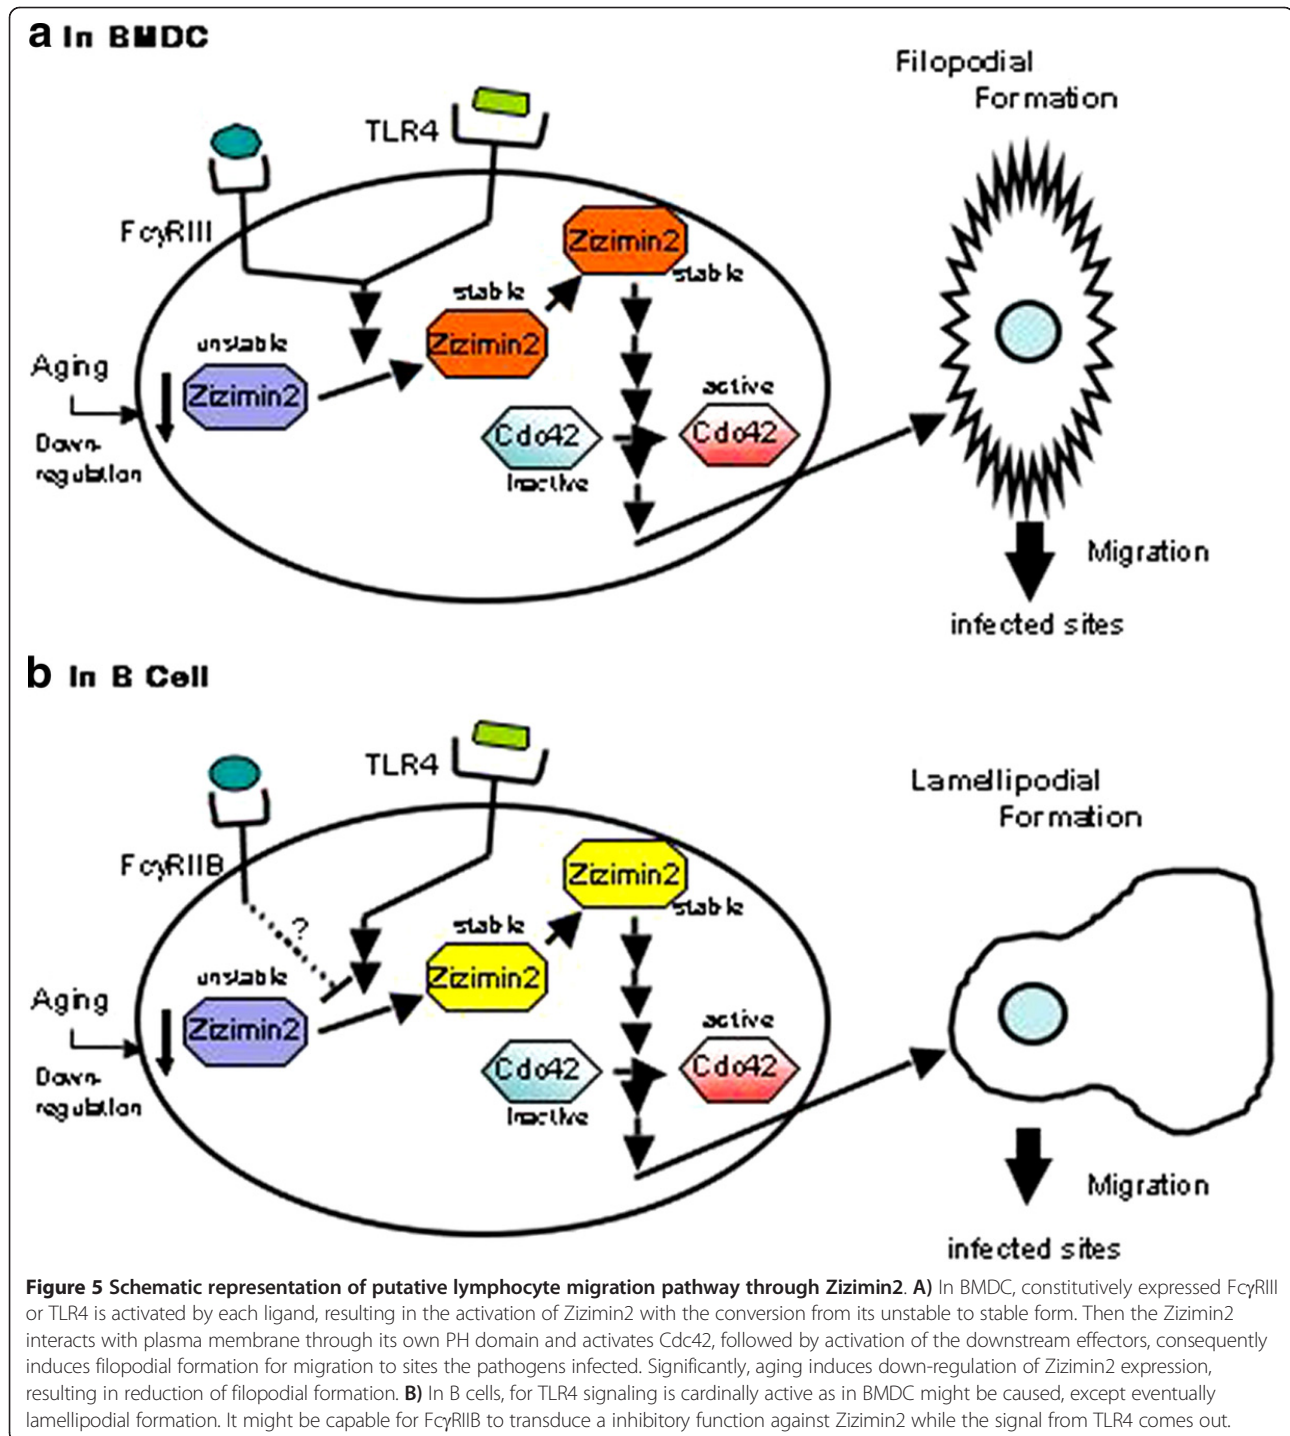 a In BMDC
Filopodial
Formation
TLR4
FcγRIII
Zizimin2
stable
stable
Zizimin2
unstable
Zizimin2
Aging
Down-
regulation
active
Cdc42
Cdc42
Inactive
Migration
infected sites
b In B Cell
TLR4
Lamellipodial
Formation
FcγRIIB
?
Zizimin2
stable
stable
Zizimin2
unstable
Zizimin2
Aging
Down-
regulation
active
Cdc42
Cdc42
Inactive
Migration
infected sites
Figure 5 Schematic representation of putative lymphocyte migration pathway through Zizimin2. A) In BMDC, constitutively expressed FcγRIII
or TLR4 is activated by each ligand, resulting in the activation of Zizimin2 with the conversion from its unstable to stable form. Then the Zizimin2
interacts with plasma membrane through its own PH domain and activates Cdc42, followed by activation of the downstream effectors, consequently
induces filopodial formation for migration to sites the pathogens infected. Significantly, aging induces down-regulation of Zizimin2 expression,
resulting in reduction of filopodial formation. B) In B cells, for TLR4 signaling is cardinally active as in BMDC might be caused, except eventually
lamellipodial formation. It might be capable for FcγRIIB to transduce a inhibitory function against Zizimin2 while the signal from TLR4 comes out.